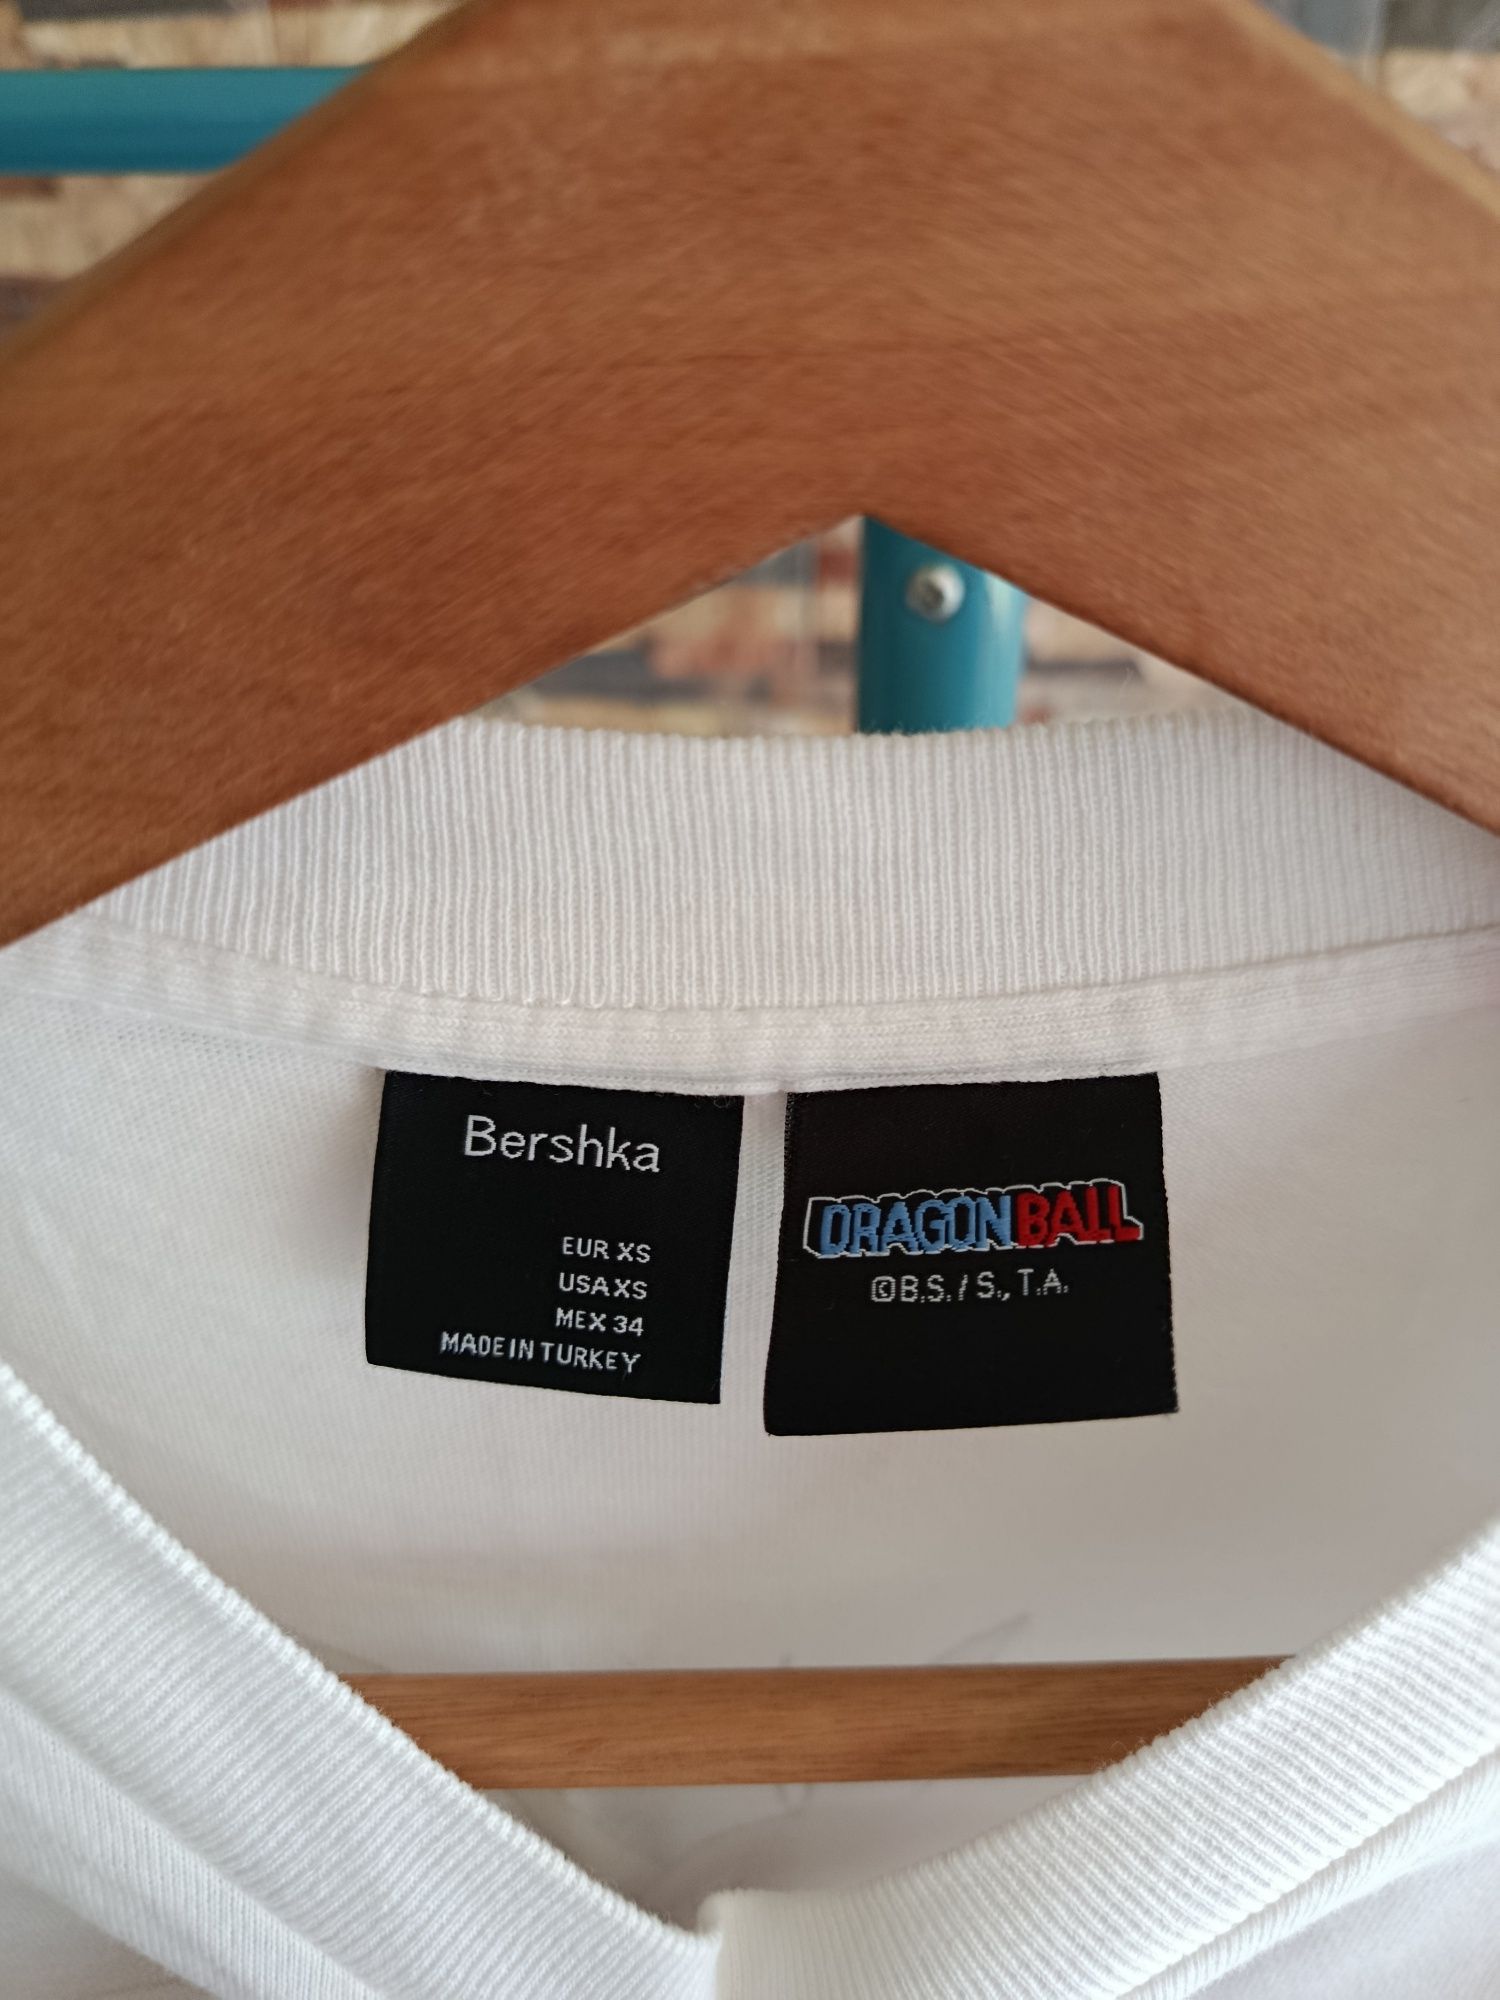 Bershka
EUR XS
USA XS
MEX 34
MADE IN TURKEY
DRAGONBALL
©B.S./S., T.A.